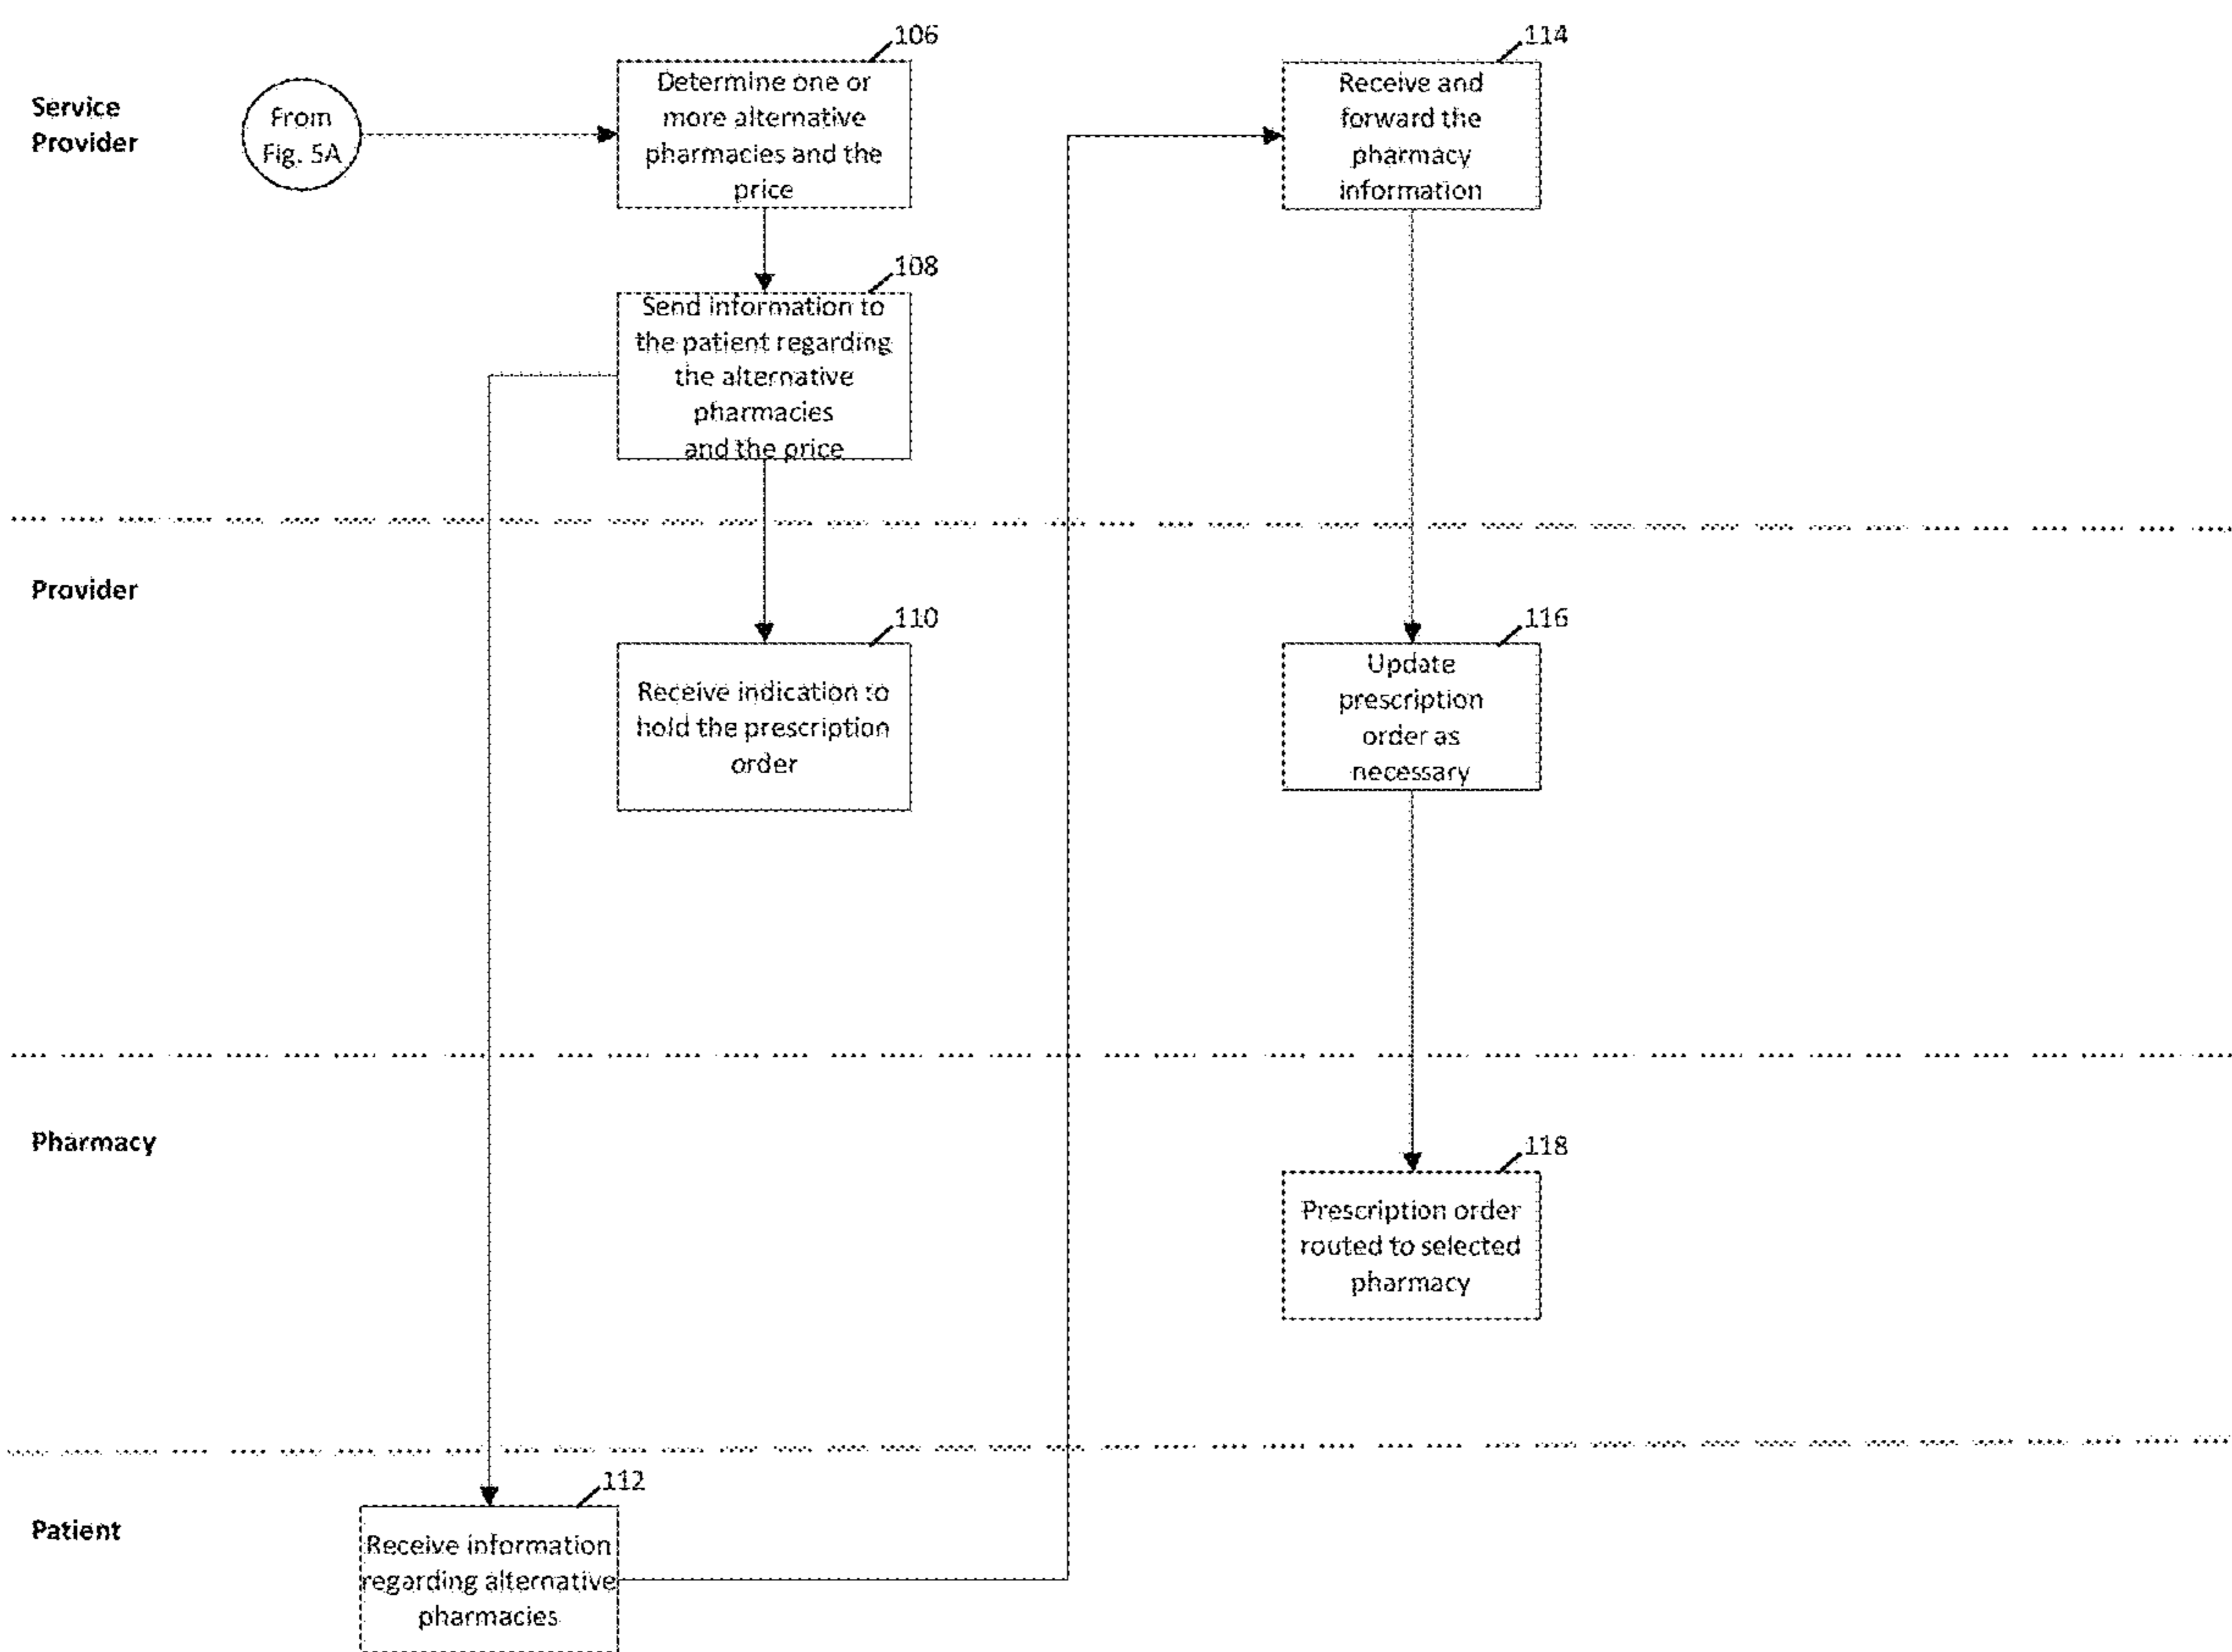 Service
Provider
From
Fig. 5A
106
Determine one or
more alternative
pharmacies and the
price
114
Receive and
forward the
pharmacy
information
108
Send information to
the patient regarding
the alternative
pharmacies
and the price
Provider
110
Receive indication to
hold the prescription
order
116
Update
prescription
order as
necessary
Pharmacy
118
Prescription order
routed to selected
pharmacy
Patient
112
Receive information
regarding alternative
pharmacies